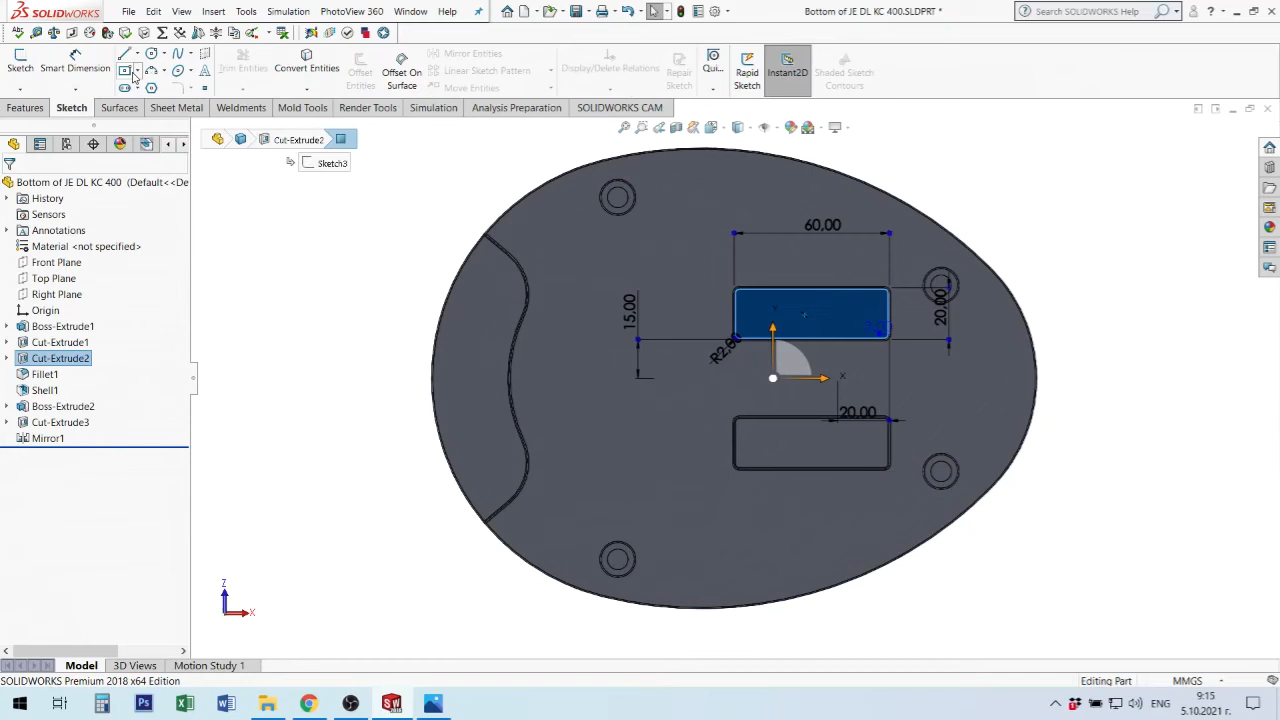 SOLIDWORKS
File
Edit
View
Insert
Tools
Simulation
PhotoView 360
Window
Help
Bottom of JE DL KC 400.SLDPRT *
Search SOLIDWORKS Help
Sketch
Smart Dimension
Trim Entities
Convert Entities
Offset Entities
Offset On Surface
Mirror Entities
Linear Sketch Pattern
Move Entities
Display/Delete Relations
Repair Sketch
Qui...
Rapid Sketch
Instant2D
Shaded Sketch Contours
Features
Sketch
Surfaces
Sheet Metal
Weldments
Mold Tools
Render Tools
Simulation
Analysis Preparation
SOLIDWORKS CAM
Cut-Extrude2
Sketch3
Bottom of JE DL KC 400 (Default<<De
History
Sensors
Annotations
Material <not specified>
Front Plane
Top Plane
Right Plane
Origin
Boss-Extrude1
Cut-Extrude1
Cut-Extrude2
Fillet1
Shell1
Boss-Extrude2
Cut-Extrude3
Mirror1
60,00
15,00
20,00
R2,00
Y
X
20,00
Z
X
Model
3D Views
Motion Study 1
SOLIDWORKS Premium 2018 x64 Edition
Editing Part
MMGS
9:15
5.10.2021 г.